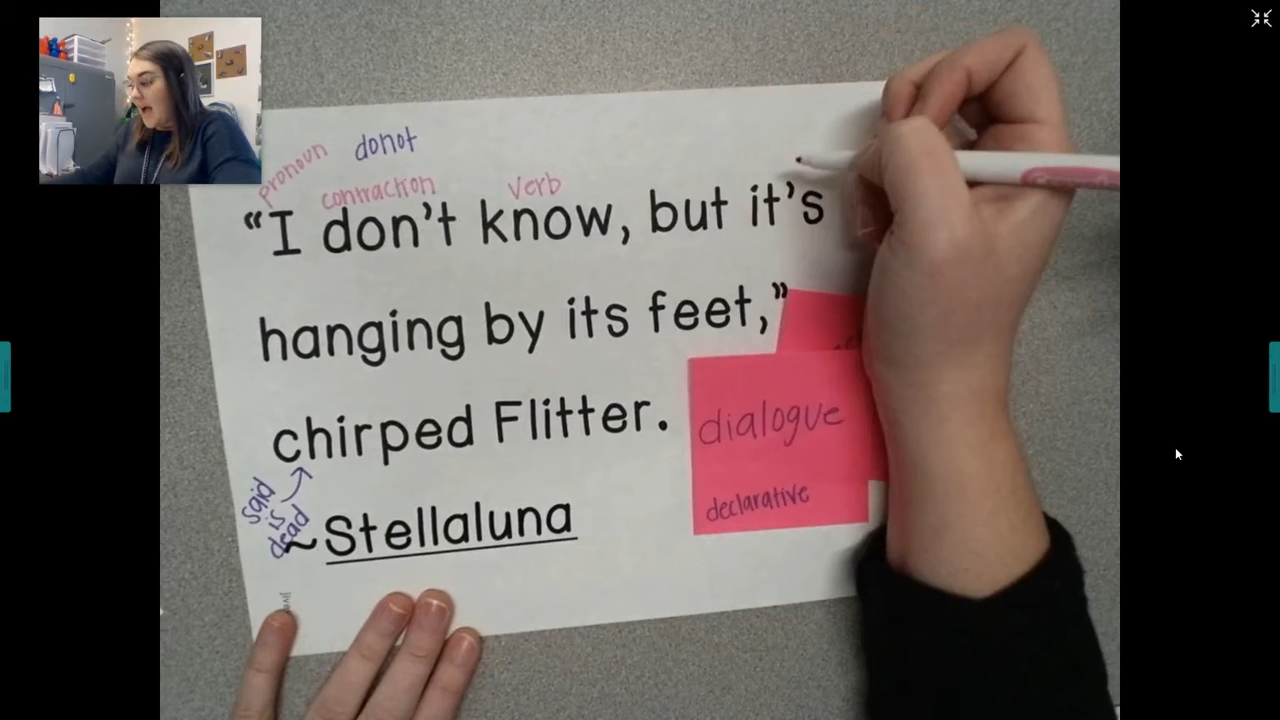 pronoun
donot
contraction
verb
"I don't know, but it's
hanging by its feet,"
chirped Flitter.
said
is
dead
~Stellaluna
dialogue
declarative